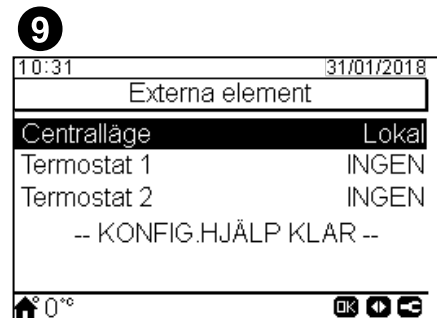 9
10:31 31/01/2018
Externa element
Centralläge Lokal
Termostat 1 INGEN
Termostat 2 INGEN
-- KONFIG.HJÄLP KLAR --
0°C OK